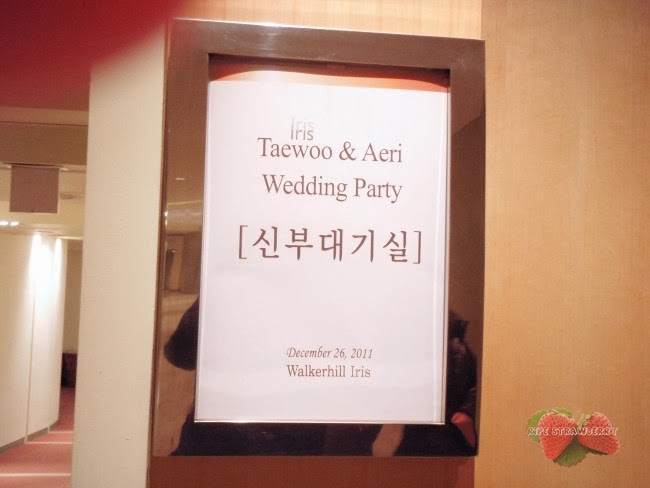 Iris
Taewoo & Aeri
Wedding Party
[신부대기실]
December 26, 2011
Walkerhill Iris
RIPE STRAWBERRY